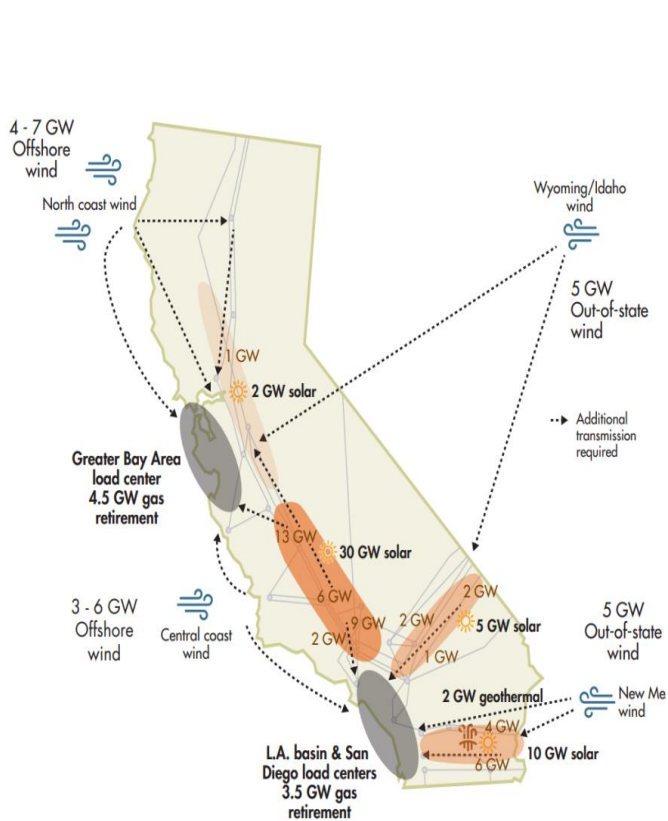 4 - 7 GW
Offshore
wind
North coast wind
Wyoming/Idaho
wind
5 GW
Out-of-state
wind
1 GW
2 GW solar
Additional
transmission
required
Greater Bay Area
load center
4.5 GW gas
retirement
13 GW
30 GW solar
6 GW
9 GW
2 GW
2 GW
2 GW
1 GW
5 GW solar
3 - 6 GW
Offshore
wind
Central coast
wind
5 GW
Out-of-state
wind
2 GW geothermal
New Me
wind
4 GW
10 GW solar
6 GW
L.A. basin & San
Diego load centers
3.5 GW gas
retirement